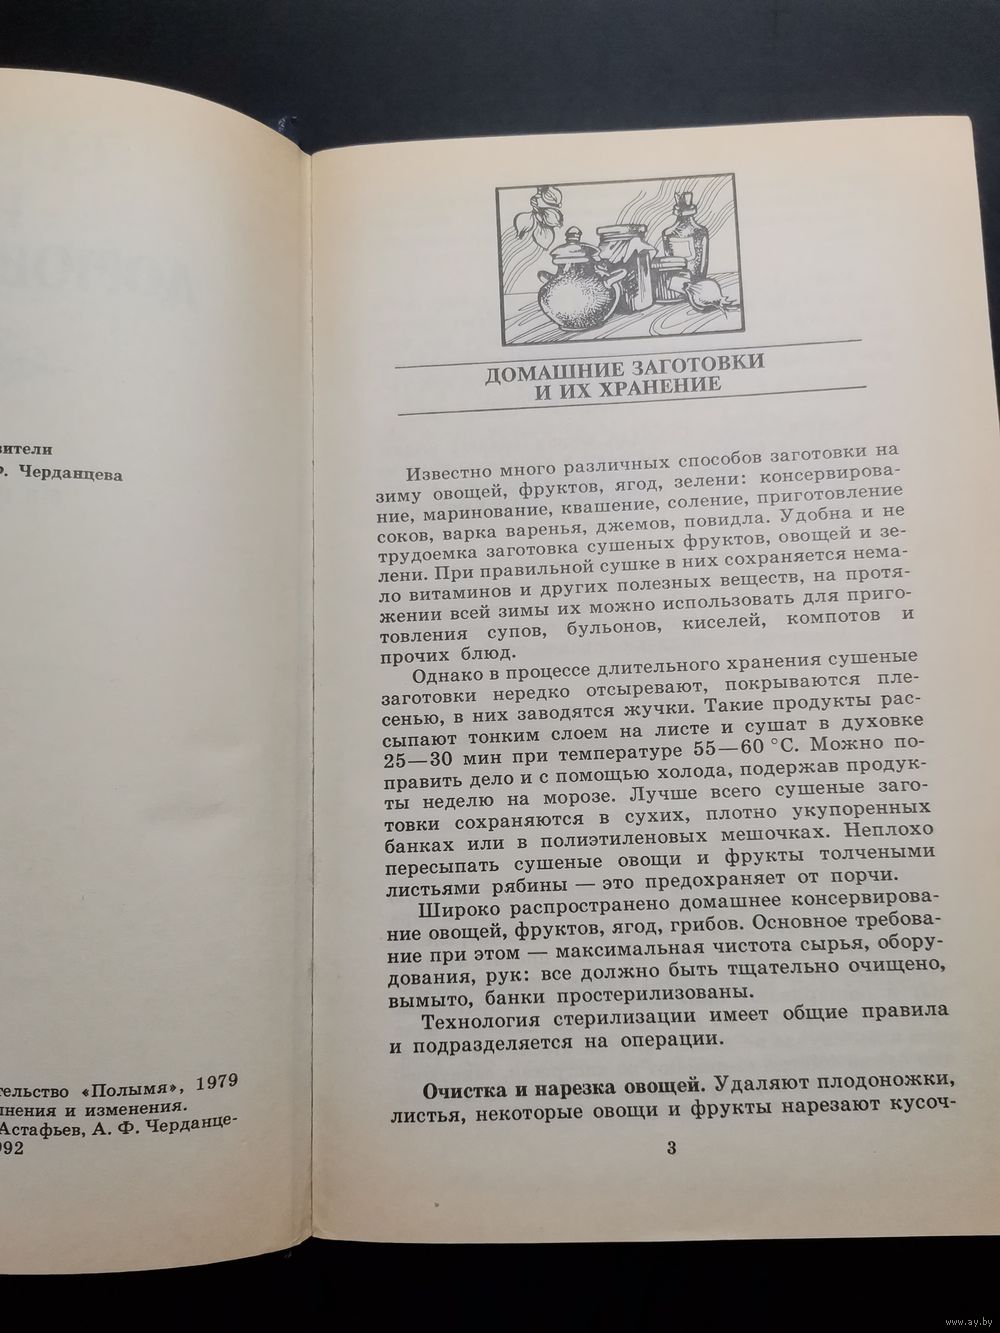 Ф. Черданцева
«Полымя», 1979
и изменения.
Астафьев, А. Ф. Черданце-
ДОМАШНИЕ ЗАГОТОВКИ
И ИХ ХРАНЕНИЕ
Известно много различных способов заготовки на
зиму овощей, фруктов, ягод, зелени: консервирова-
ние, маринование, квашение, соление, приготовление
соков, варка варенья, джемов, повидла. Удобна и не
трудоемка заготовка сушеных фруктов, овощей и зе-
лени. При правильной сушке в них сохраняется нема-
ло витаминов и других полезных веществ, на протя-
жении всей зимы их можно использовать для приго-
товления супов, бульонов, киселей, компотов и
прочих блюд.
Однако в процессе длительного хранения сушеные
заготовки нередко отсыревают, покрываются пле-
сенью, в них заводятся жучки. Такие продукты рас-
сыпают тонким слоем на листе и сушат в духовке
25—30 мин при температуре 55—60 °С. Можно по-
править дело и с помощью холода, подержав продук-
ты неделю на морозе. Лучше всего сушеные заго-
товки сохраняются в сухих, плотно укупоренных
банках или в полиэтиленовых мешочках. Неплохо
пересыпать сушеные овощи и фрукты толчеными
листьями рябины — это предохраняет от порчи.
Широко распространено домашнее консервирова-
ние овощей, фруктов, ягод, грибов. Основное требова-
ние при этом — максимальная чистота сырья, обору-
дования, рук: все должно быть тщательно очищено,
вымыто, банки простерилизованы.
Технология стерилизации имеет общие правила
и подразделяется на операции.
Очистка и нарезка овощей. Удаляют плодоножки,
листья, некоторые овощи и фрукты нарезают кусоч-
3
www.ay.by